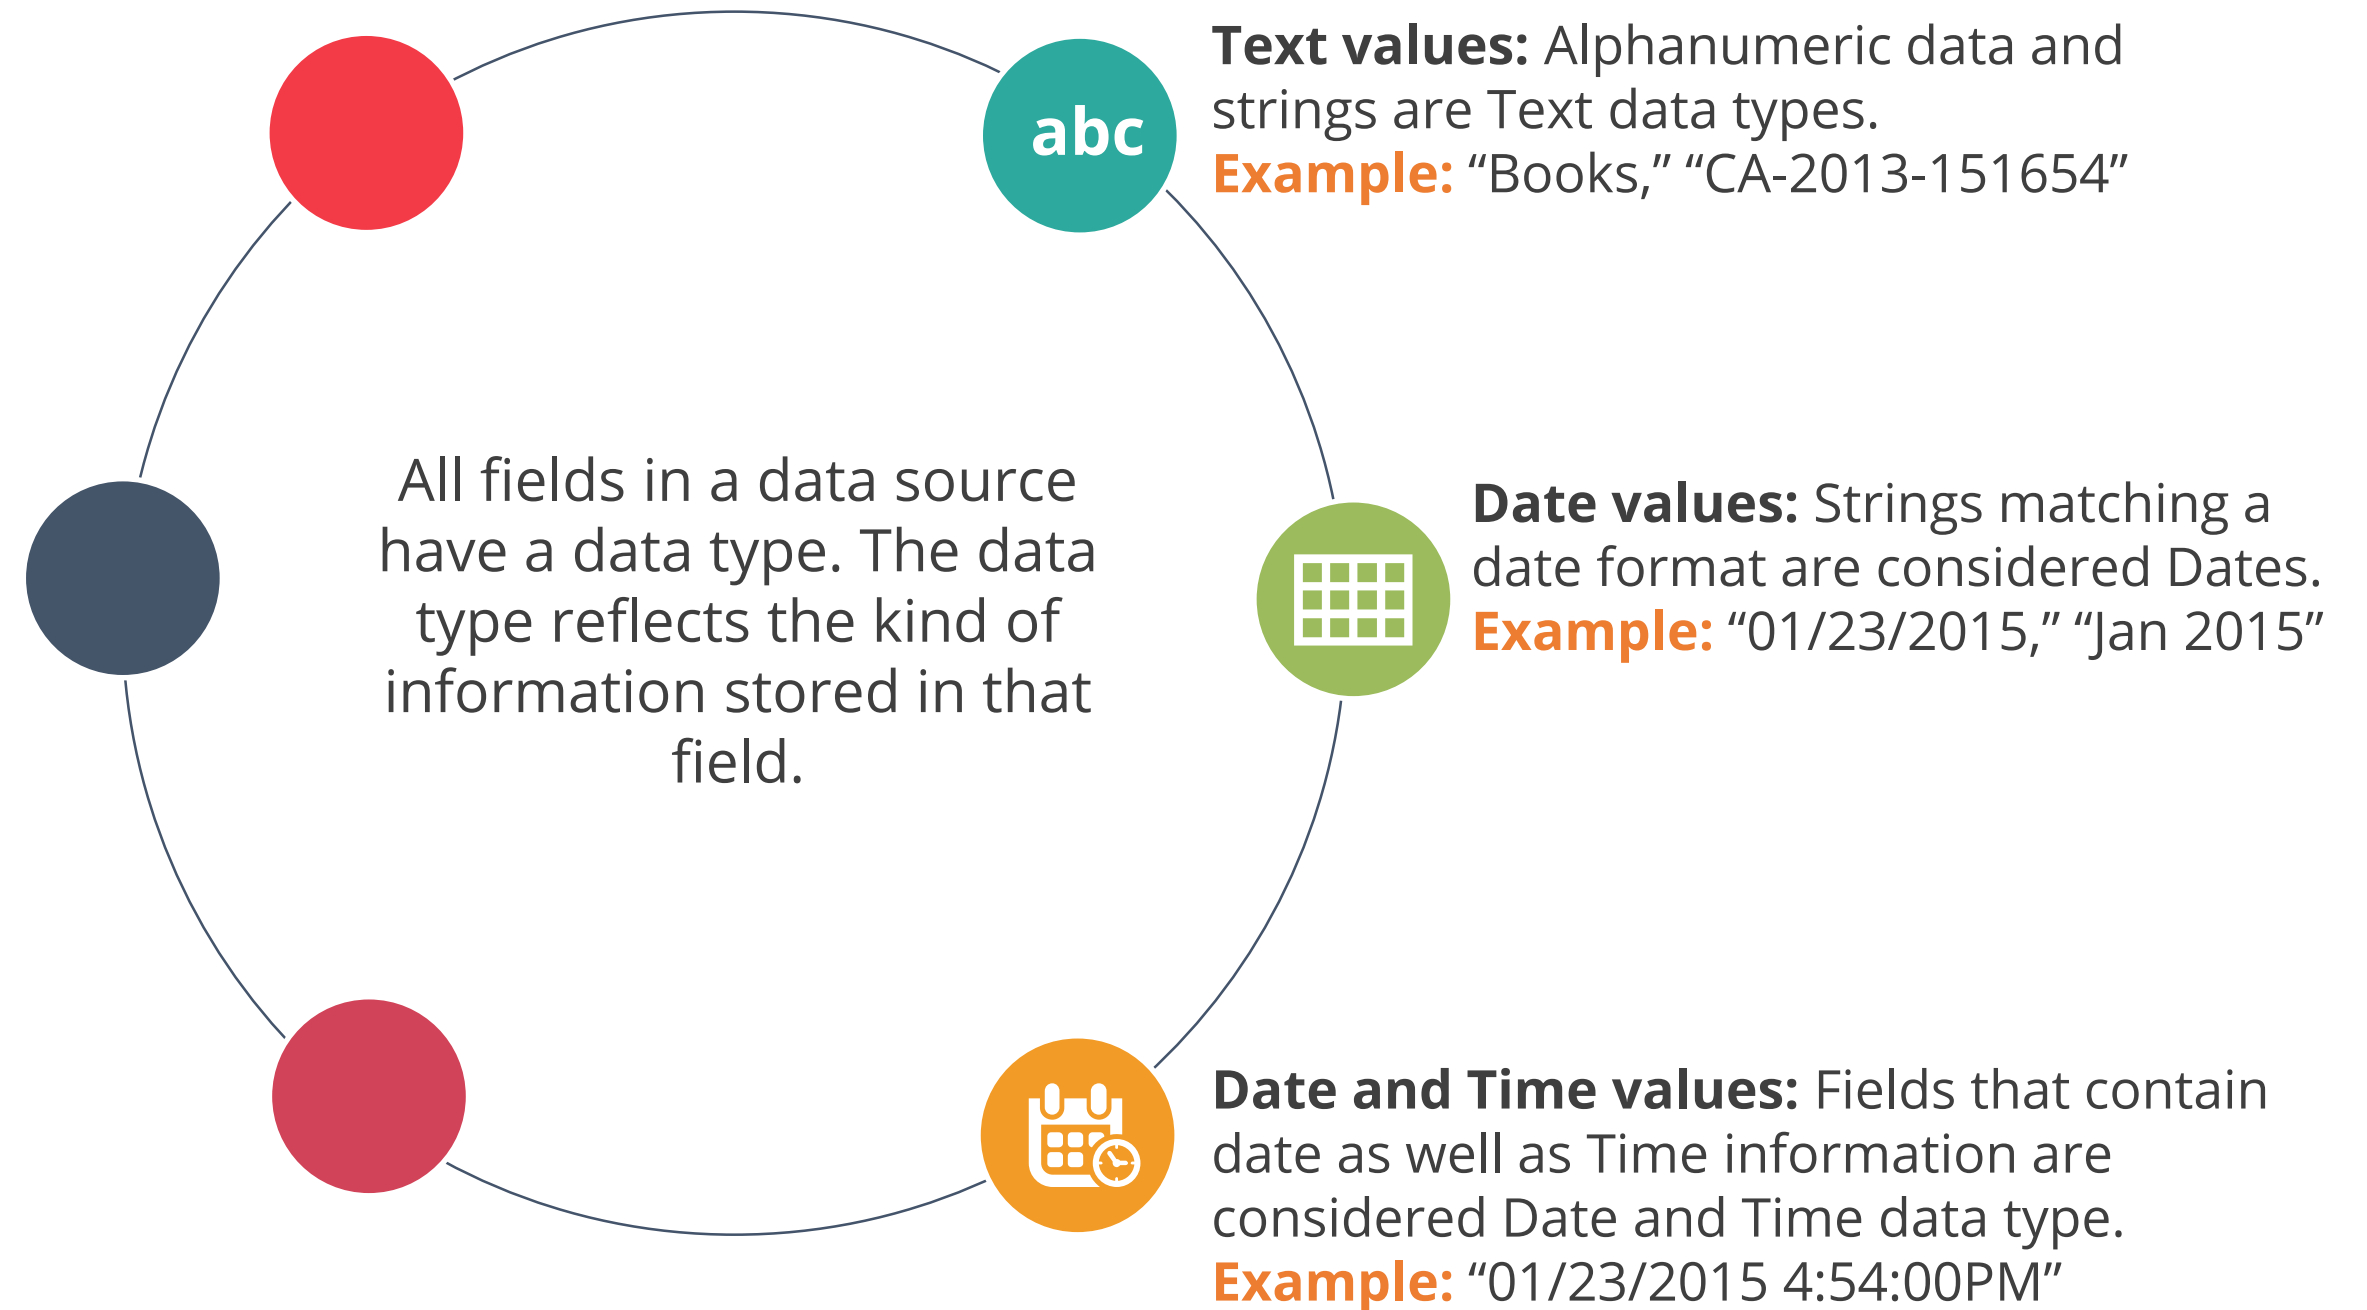 abc
Text values: Alphanumeric data and
strings are Text data types.
Example: “Books,” “CA-2013-151654”
All fields in a data source
have a data type. The data
type reflects the kind of
information stored in that
field.
Date values: Strings matching a
date format are considered Dates.
Example: “01/23/2015,” “Jan 2015”
Date and Time values: Fields that contain
date as well as Time information are
considered Date and Time data type.
Example: “01/23/2015 4:54:00PM”